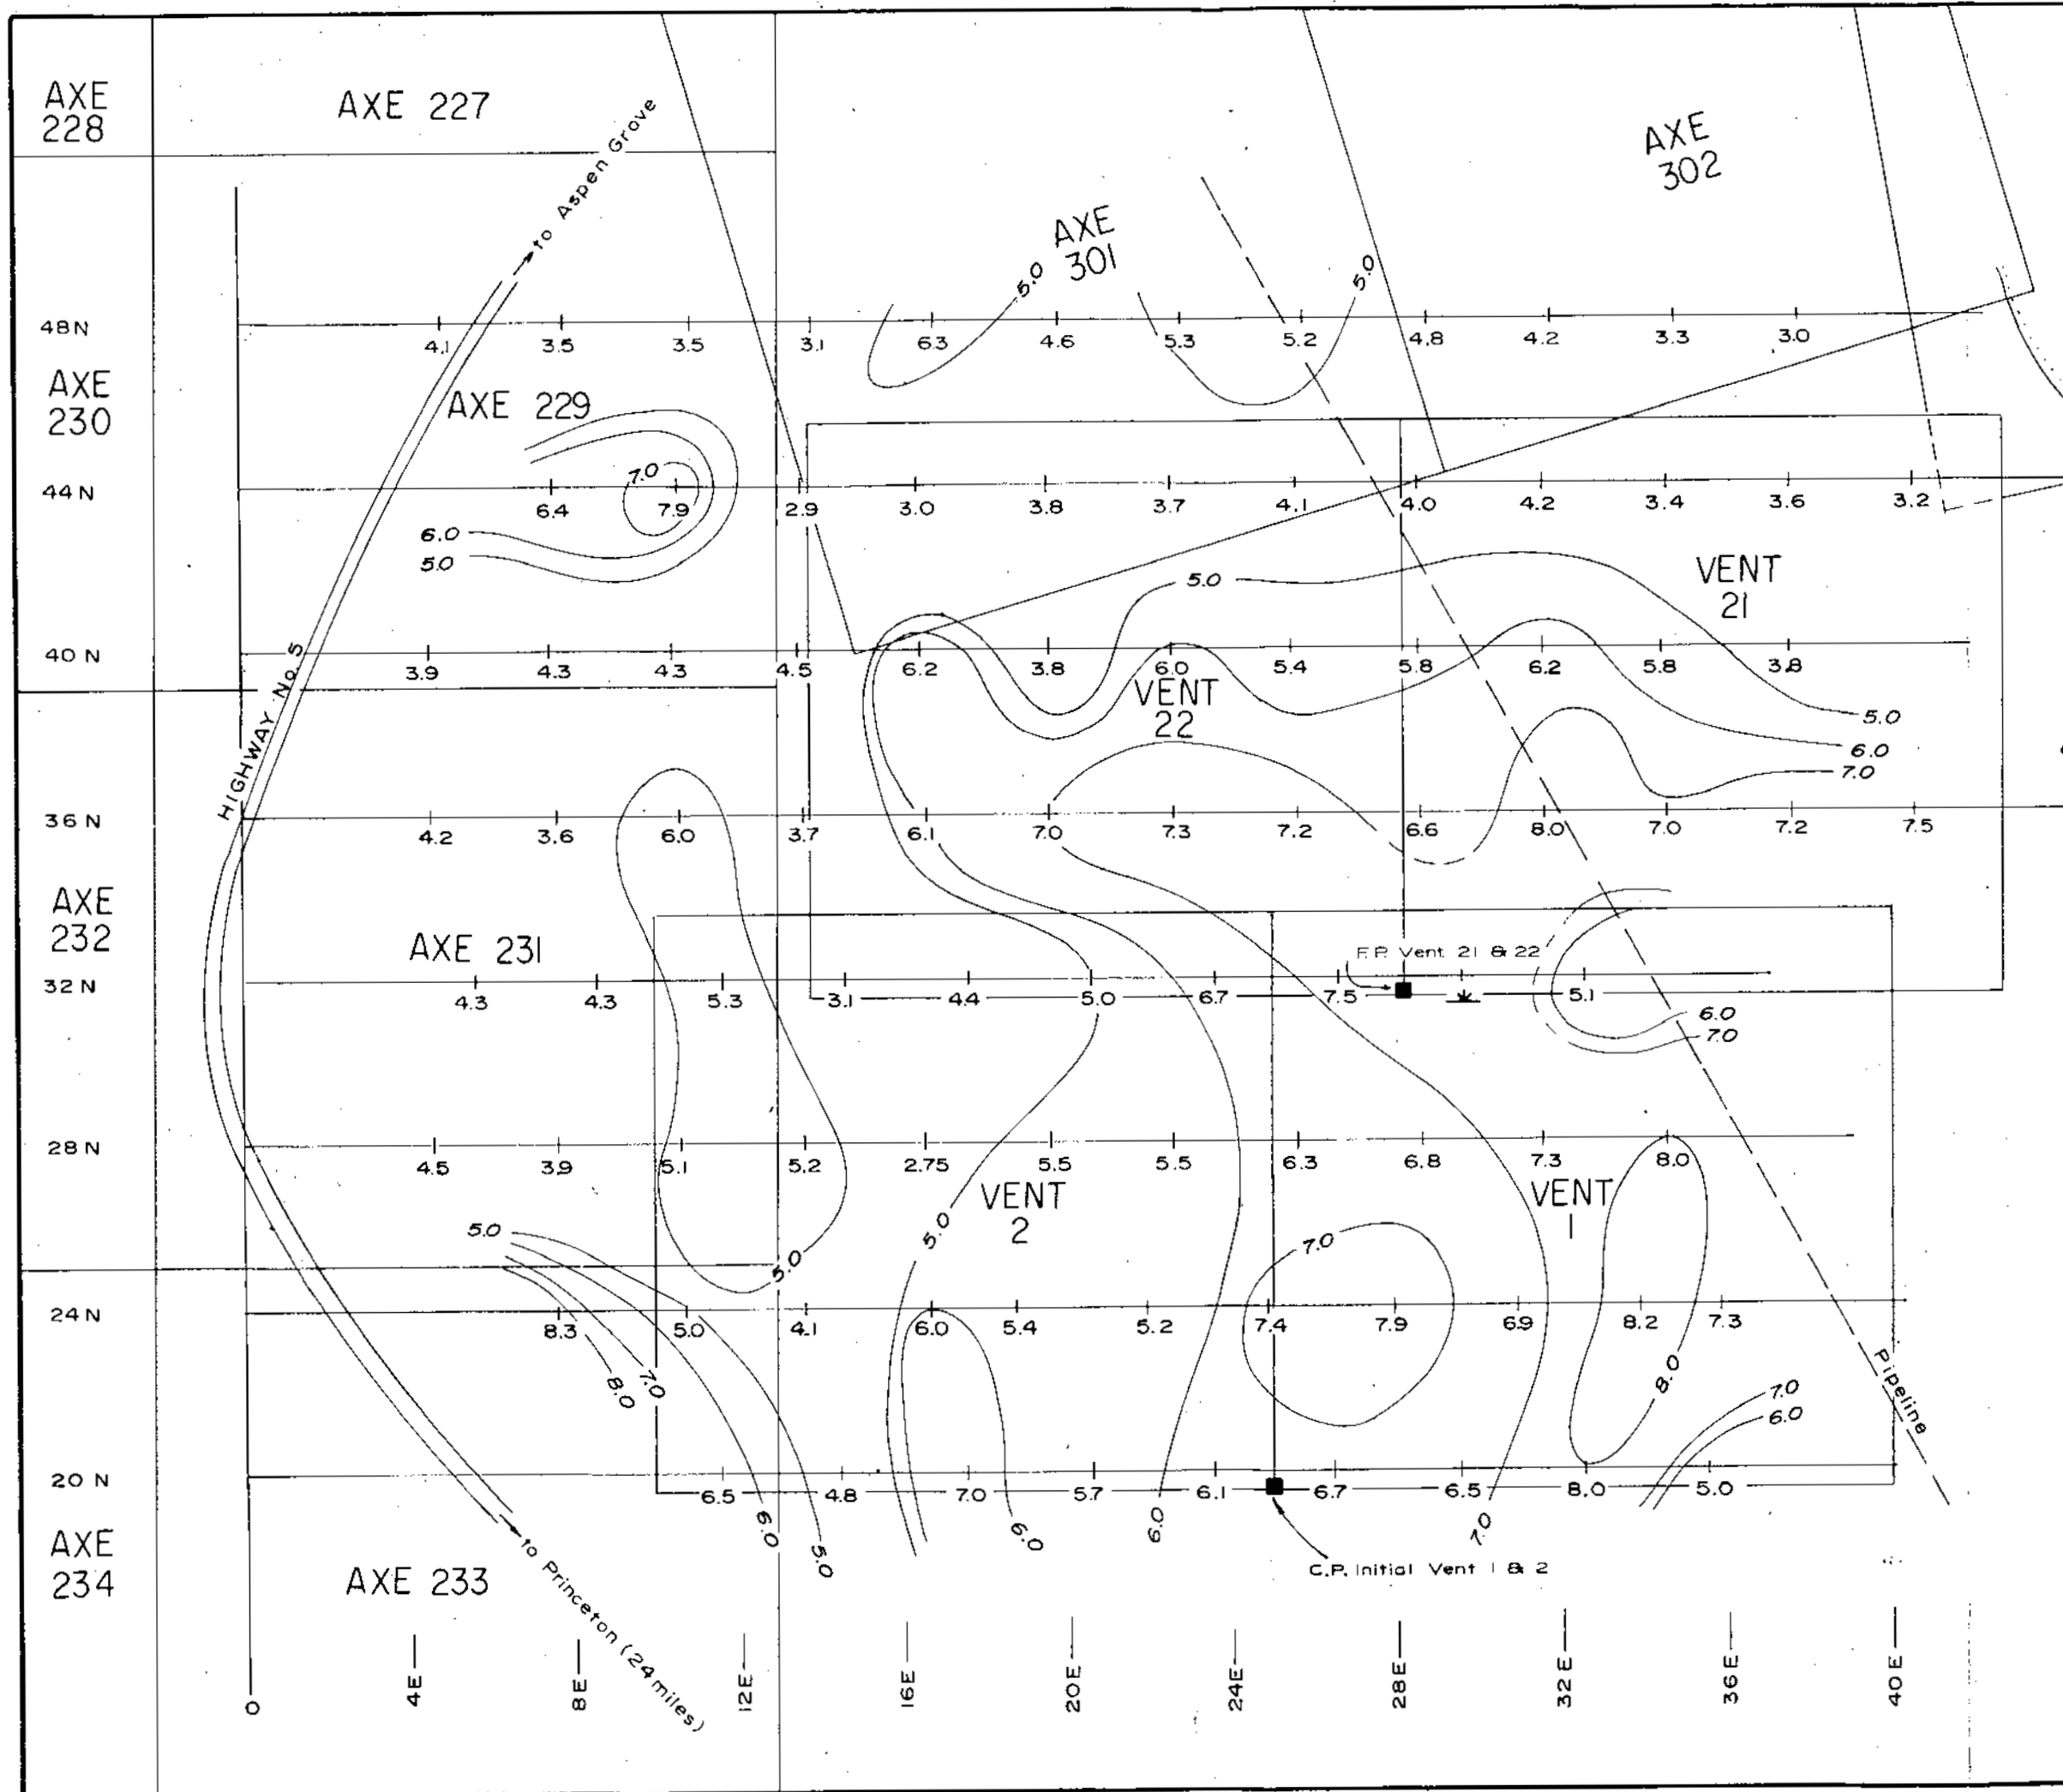 AXE
228
AXE 227
to Aspen Grove
AXE
302
AXE
301
5.0
5.0
48N
4.1 3.5 3.5 3.1 6.3 4.6 5.3 5.2 4.8 4.2 3.3 3.0
AXE
230
AXE 229
7.0
44N
6.4 7.9 2.9 3.0 3.8 3.7 4.1 4.0 4.2 3.4 3.6 3.2
6.0
5.0
5.0
VENT
21
40 N
3.9 4.3 4.3 4.5 6.2 3.8 6.0 5.4 5.8 6.2 5.8 3.8
HIGHWAY No. 5
VENT
22
5.0
6.0
7.0
36 N
4.2 3.6 6.0 3.7 6.1 7.0 7.3 7.2 6.6 8.0 7.0 7.2 7.5
AXE
232
AXE 231
F.P. Vent 21 & 22
32 N
4.3 4.3 5.3 3.1 4.4 5.0 6.7 7.5 5.1
6.0
7.0
28 N
4.5 3.9 5.1 5.2 2.75 5.5 5.5 6.3 6.8 7.3 8.0
VENT
2
VENT
1
5.0
5.0
5.0
7.0
24 N
8.3 5.0 4.1 6.0 5.4 5.2 7.4 7.9 6.9 8.2 7.3
8.0
7.0
8.0
Pipeline
7.0
6.0
20 N
6.5 4.8 7.0 5.7 6.1 6.7 6.5 8.0 5.0
6.0
5.0
6.0
6.0
7.0
AXE
234
AXE 233
to Princeton (24 miles)
C.P. Initial Vent 1 & 2
0 4E 8E 12E 16E 20E 24E 28E 32E 36E 40E